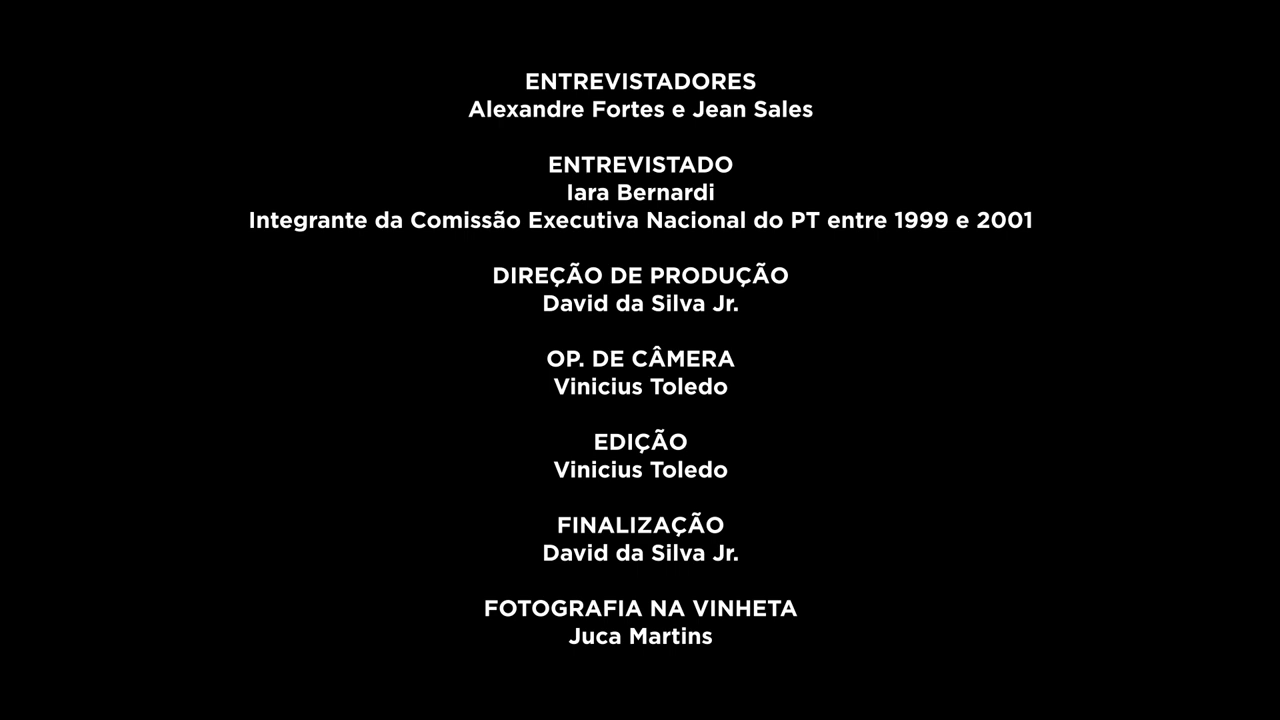 ENTREVISTADORES
Alexandre Fortes e Jean Sales
ENTREVISTADO
Iara Bernardi
Integrante da Comissão Executiva Nacional do PT entre 1999 e 2001
DIREÇÃO DE PRODUÇÃO
David da Silva Jr.
OP. DE CÂMERA
Vinicius Toledo
EDIÇÃO
Vinicius Toledo
FINALIZAÇÃO
David da Silva Jr.
FOTOGRAFIA NA VINHETA
Juca Martins